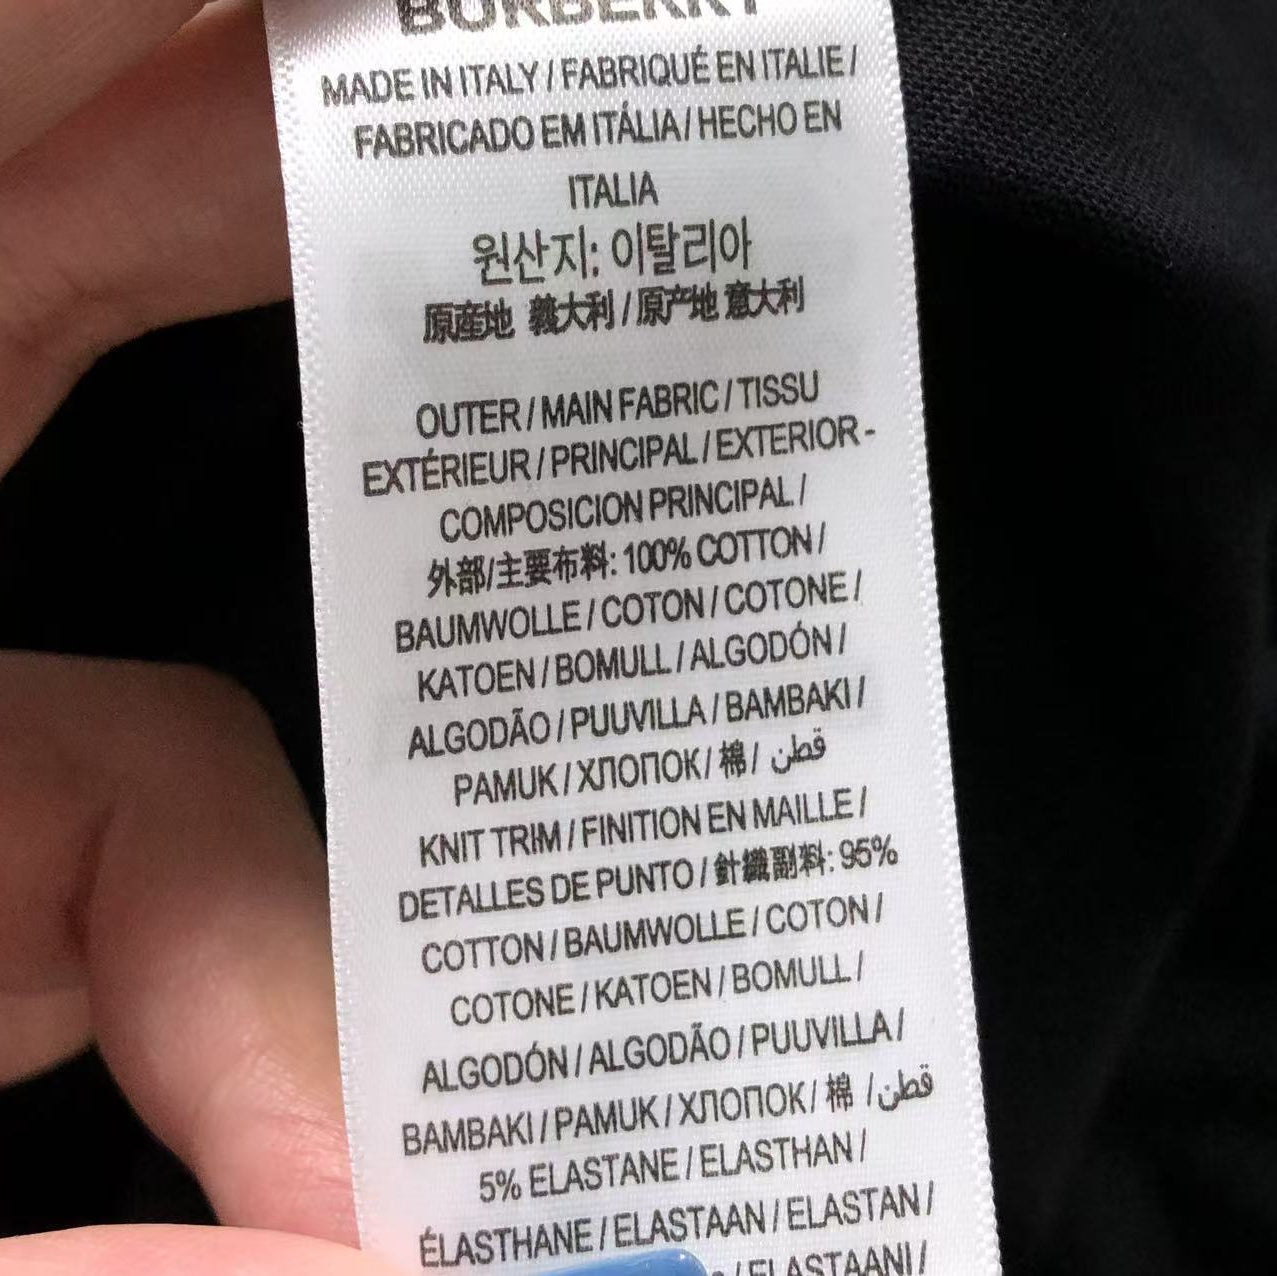 BURBERRY
MADE IN ITALY / FABRIQUÉ EN ITALIE /
FABRICADO EM ITÁLIA / HECHO EN
ITALIA
원산지: 이탈리아
原産地 義大利 / 原产地 意大利
OUTER / MAIN FABRIC / TISSU
EXTÉRIEUR / PRINCIPAL / EXTERIOR -
COMPOSICION PRINCIPAL /
外部/主要布料: 100% COTTON /
BAUMWOLLE / COTON / COTONE /
KATOEN / BOMULL / ALGODÓN /
ALGODÃO / PUUVILLA / BAMBAKI /
PAMUK / ХЛОПОК / 棉 / قطن
KNIT TRIM / FINITION EN MAILLE /
DETALLES DE PUNTO / 針織副料: 95%
COTTON / BAUMWOLLE / COTON /
COTONE / KATOEN / BOMULL /
ALGODÓN / ALGODÃO / PUUVILLA /
BAMBAKI / PAMUK / ХЛОПОК / 棉 / قطن
5% ELASTANE / ELASTHAN /
ÉLASTHANE / ELASTAAN / ELASTAN /
/ ELASTAANI /